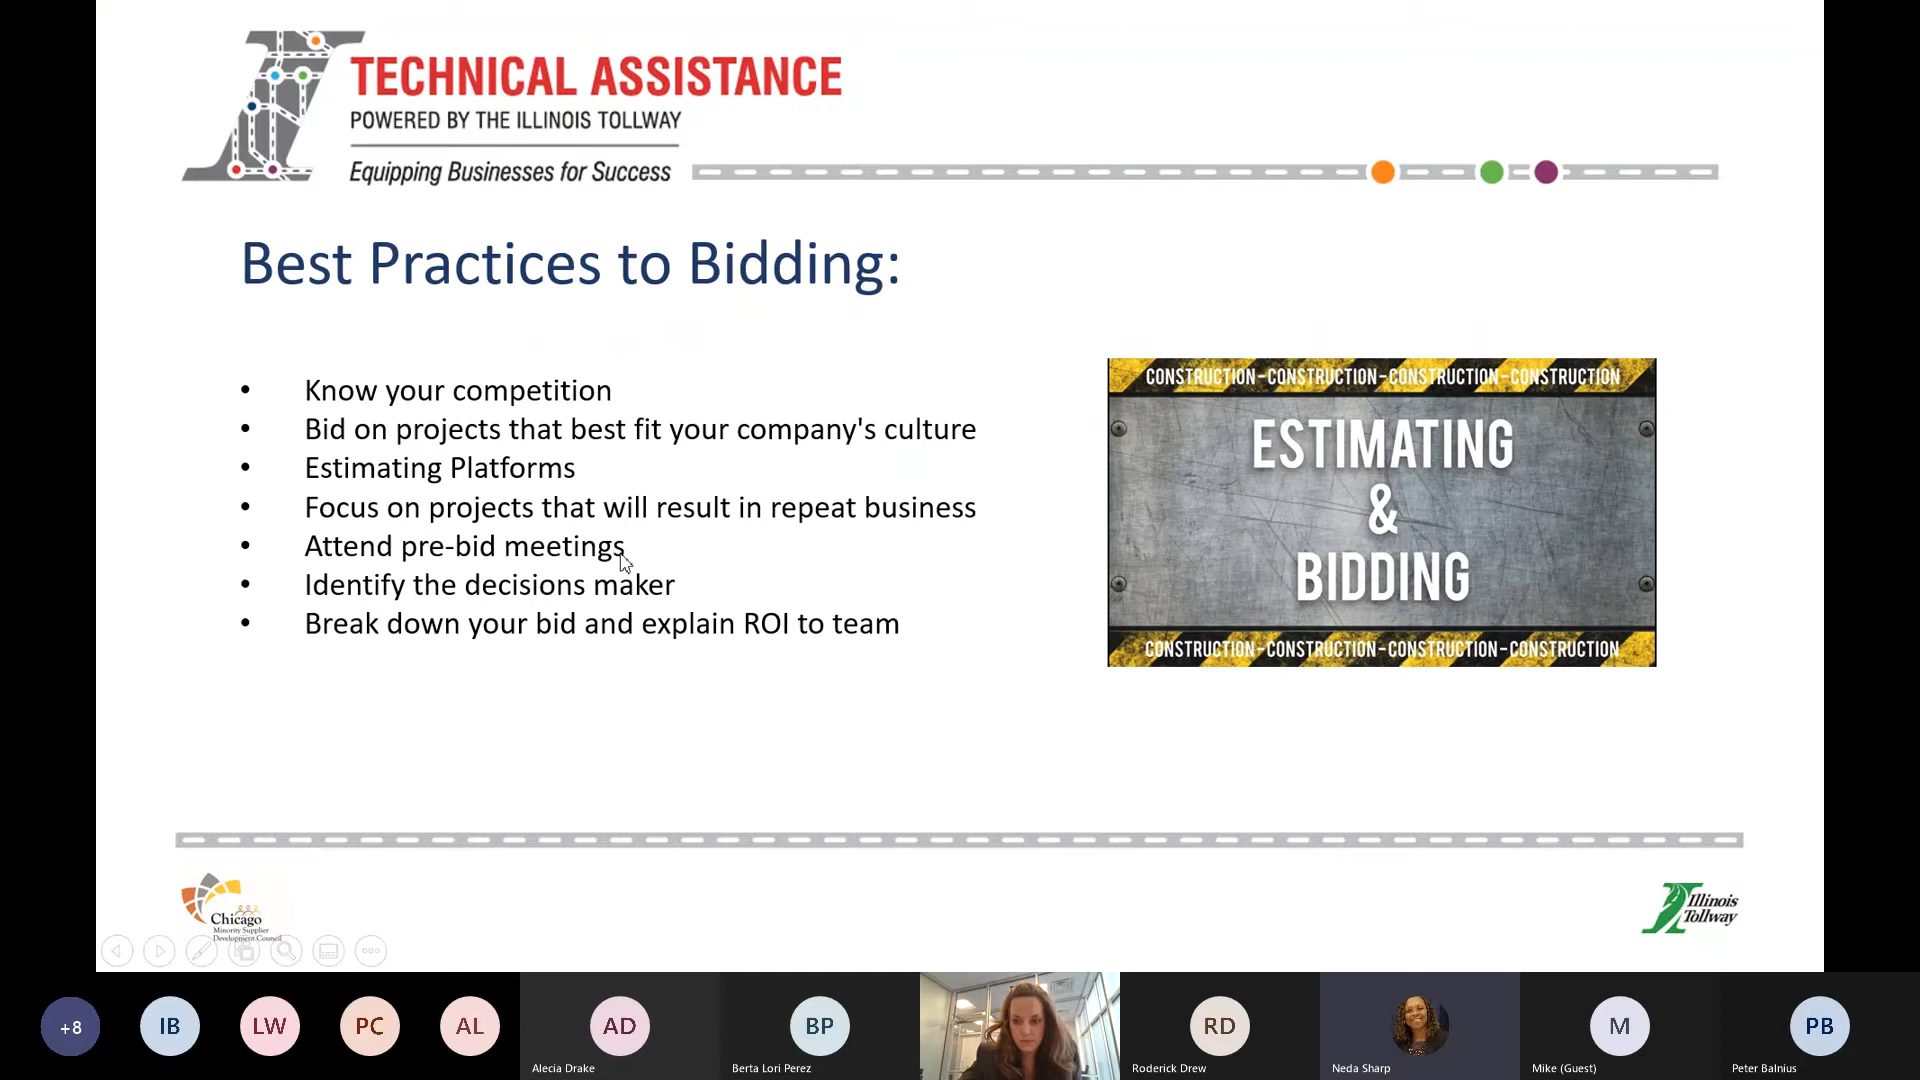 TECHNICAL ASSISTANCE
POWERED BY THE ILLINOIS TOLLWAY
Equipping Businesses for Success
Best Practices to Bidding:
• Know your competition
• Bid on projects that best fit your company's culture
• Estimating Platforms
• Focus on projects that will result in repeat business
• Attend pre-bid meetings
• Identify the decisions maker
• Break down your bid and explain ROI to team
CONSTRUCTION-CONSTRUCTION-CONSTRUCTION-CONSTRUCTION
ESTIMATING
&
BIDDING
CONSTRUCTION-CONSTRUCTION-CONSTRUCTION-CONSTRUCTION
Chicago
Minority Supplier
Development Council
Illinois
Tollway
+8 IB LW PC AL AD BP RD M PB
Alecia Drake Berta Lori Perez Roderick Drew Neda Sharp Mike (Guest) Peter Balnius